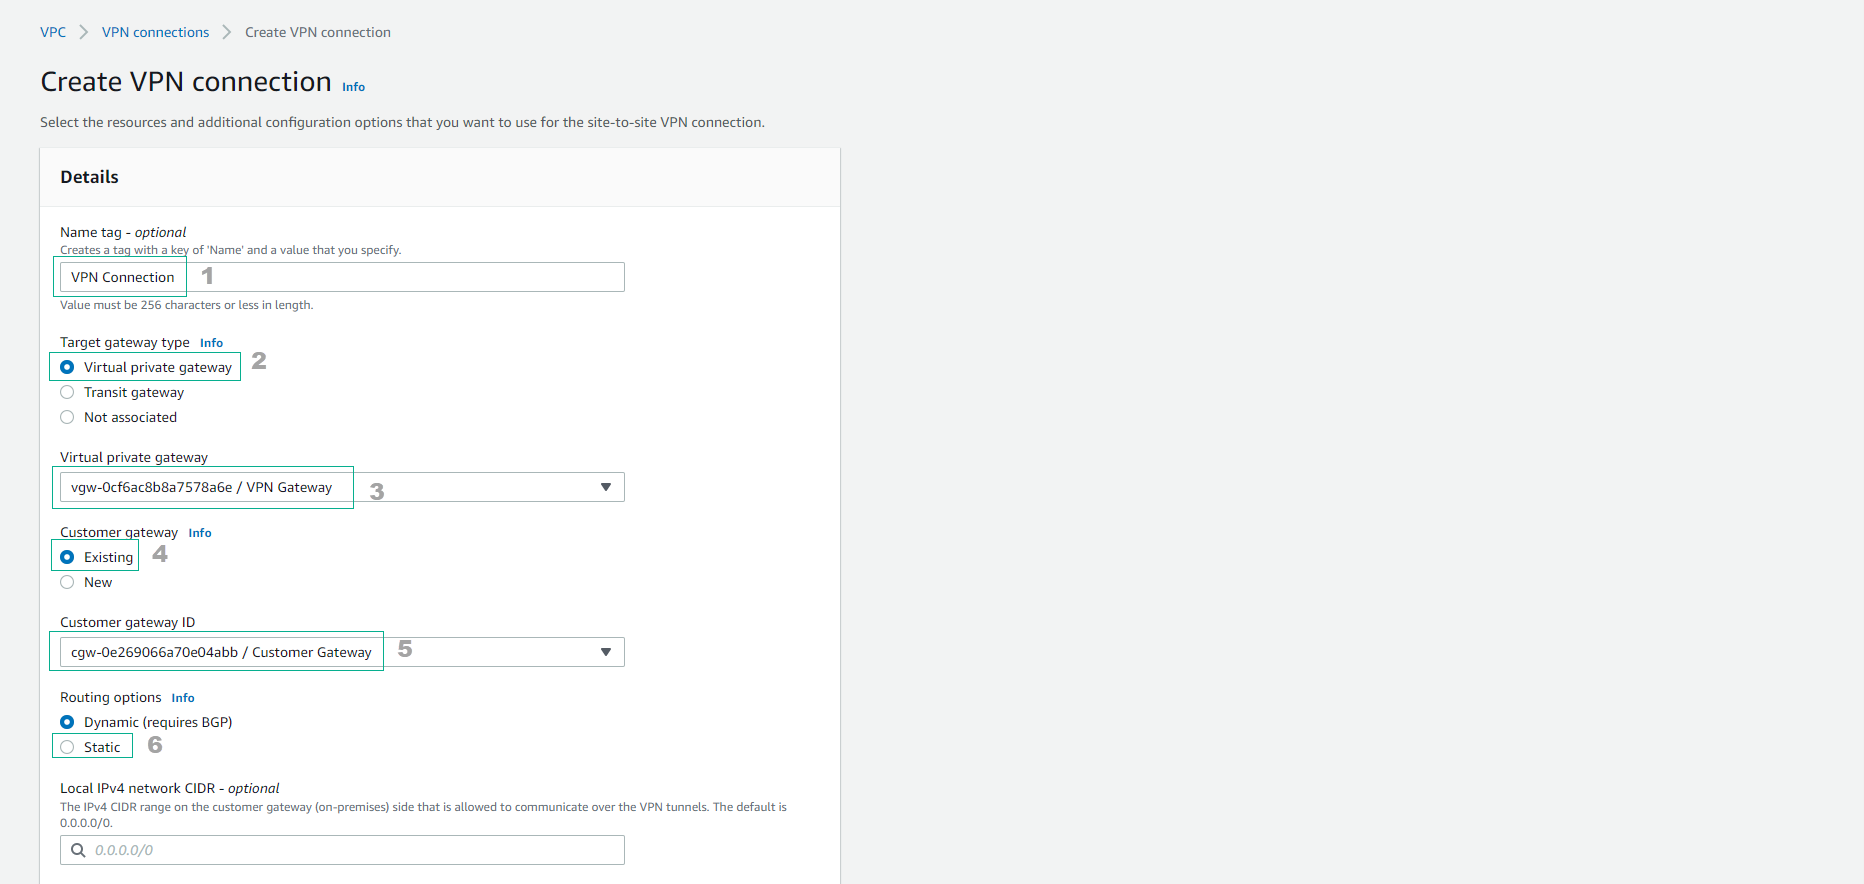 VPC > VPN connections > Create VPN connection
Create VPN connection Info
Select the resources and additional configuration options that you want to use for the site-to-site VPN connection.
Details
Name tag - optional
Creates a tag with a key of 'Name' and a value that you specify.
VPN Connection 1
Value must be 256 characters or less in length.
Target gateway type Info
Virtual private gateway 2
Transit gateway
Not associated
Virtual private gateway
vgw-0cf6ac8b8a7578a6e / VPN Gateway 3
Customer gateway Info
Existing 4
New
Customer gateway ID
cgw-0e269066a70e04abb / Customer Gateway 5
Routing options Info
Dynamic (requires BGP)
Static 6
Local IPv4 network CIDR - optional
The IPv4 CIDR range on the customer gateway (on-premises) side that is allowed to communicate over the VPN tunnels. The default is
0.0.0.0/0.
0.0.0.0/0